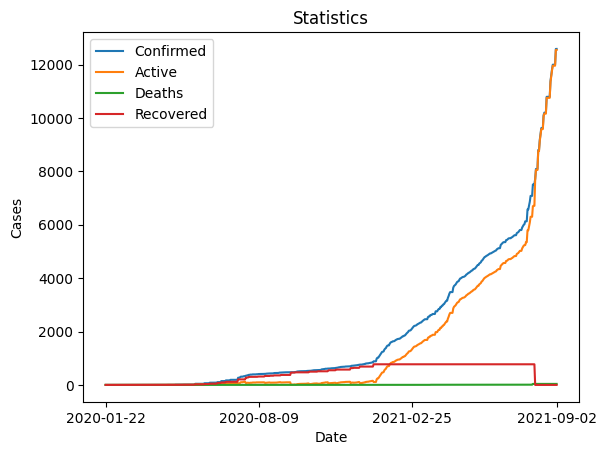 Statistics
Confirmed
Active
Deaths
Recovered
12000
10000
8000
6000
4000
2000
0
Cases
2020-01-22
2020-08-09
2021-02-25
2021-09-02
Date